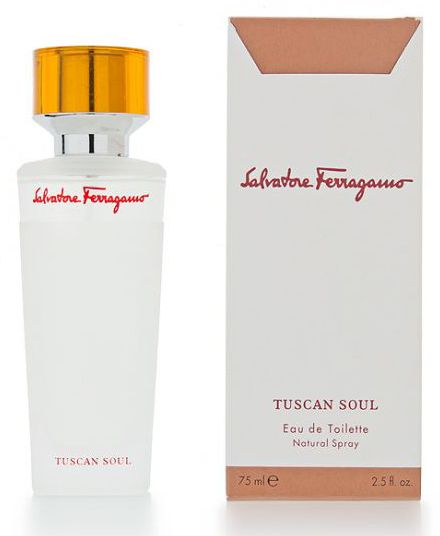 Salvatore Ferragamo
TUSCAN SOUL
Salvatore Ferragamo
TUSCAN SOUL
Eau de Toilette
Natural Spray
75 ml ℮ 2.5 fl. oz.